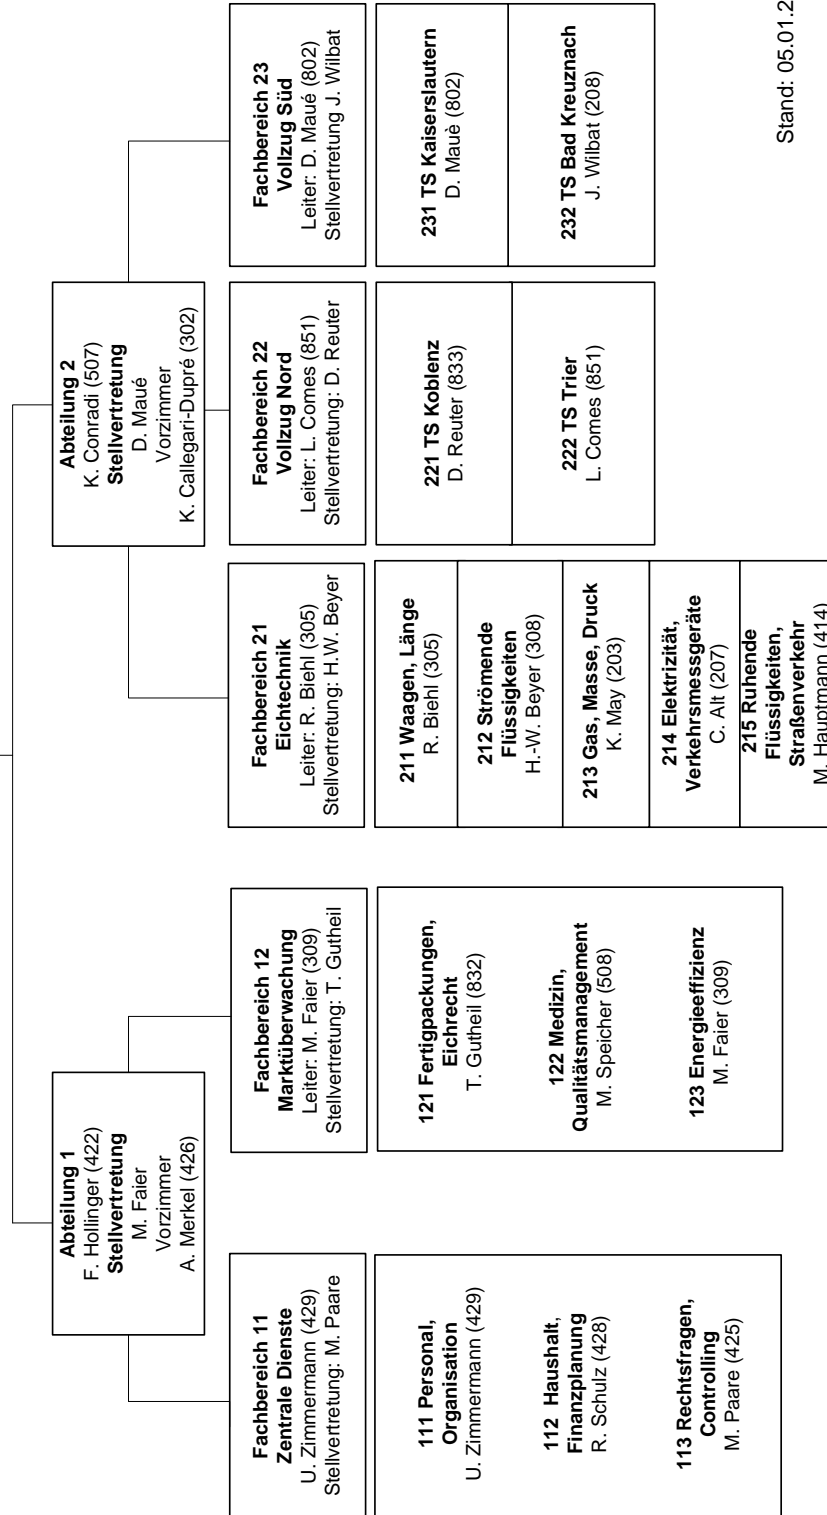 Abteilung 1
F. Hollinger (422)
Stellvertretung
M. Faier
Vorzimmer
A. Merkel (426)
Abteilung 2
K. Conradi (507)
Stellvertretung
D. Maué
Vorzimmer
K. Callegari-Dupré (302)
Fachbereich 11
Zentrale Dienste
U. Zimmermann (429)
Stellvertretung: M. Paare
Fachbereich 12
Marktüberwachung
Leiter: M. Faier (309)
Stellvertretung: T. Gutheil
Fachbereich 21
Eichtechnik
Leiter: R. Biehl (305)
Stellvertretung: H.W. Beyer
Fachbereich 22
Vollzug Nord
Leiter: L. Comes (851)
Stellvertretung: D. Reuter
Fachbereich 23
Vollzug Süd
Leiter: D. Maué (802)
Stellvertretung J. Wilbat
111 Personal,
Organisation
U. Zimmermann (429)
112 Haushalt,
Finanzplanung
R. Schulz (428)
113 Rechtsfragen,
Controlling
M. Paare (425)
121 Fertigpackungen,
Eichrecht
T. Gutheil (832)
122 Medizin,
Qualitätsmanagement
M. Speicher (508)
123 Energieeffizienz
M. Faier (309)
211 Waagen, Länge
R. Biehl (305)
212 Strömende
Flüssigkeiten
H.-W. Beyer (308)
213 Gas, Masse, Druck
K. May (203)
214 Elektrizität,
Verkehrsmessgeräte
C. Alt (207)
215 Ruhende
Flüssigkeiten,
Straßenverkehr
M. Hauptmann (414)
221 TS Koblenz
D. Reuter (833)
222 TS Trier
L. Comes (851)
231 TS Kaiserslautern
D. Mauè (802)
232 TS Bad Kreuznach
J. Wilbat (208)
Stand: 05.01.2